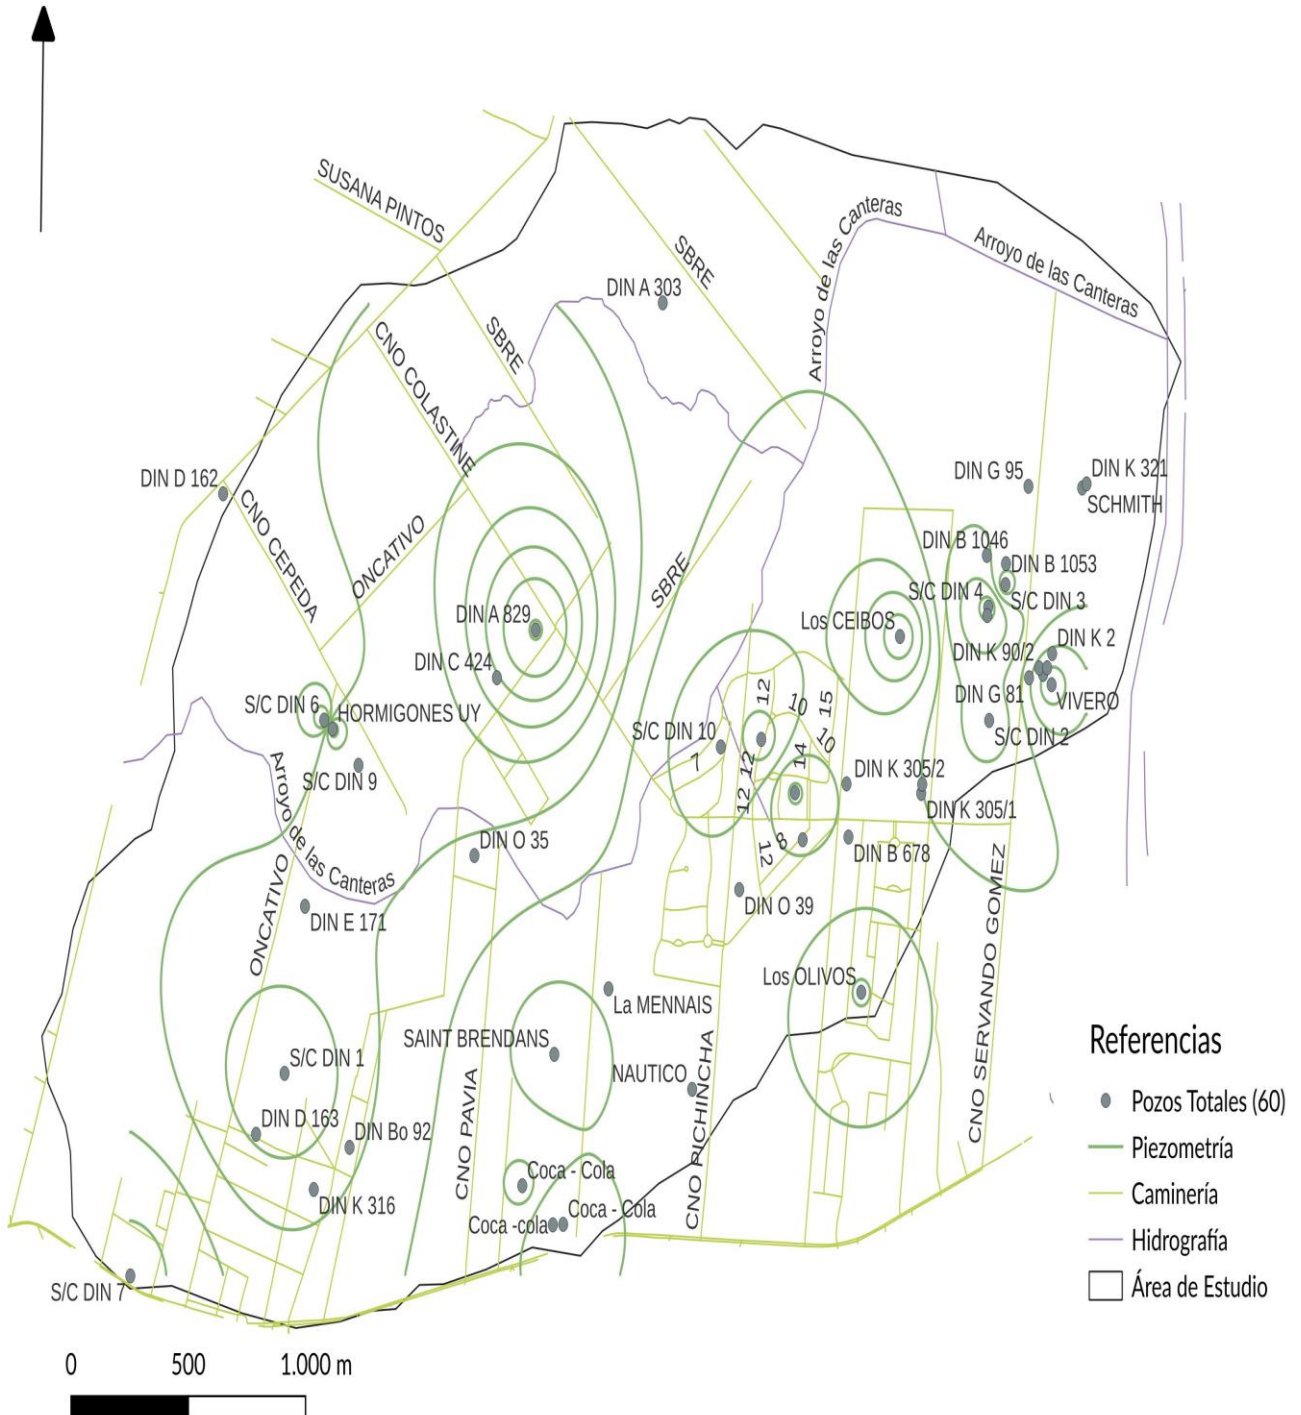 SUSANA PINTOS
SBRE
DIN A 303
Arroyo de las Canteras
Arroyo de las Canteras
SBRE
CNO COLASTINE
DIN D 162
CNO CEPEDA
ONCATIVO
DIN G 95
DIN K 321
SCHMITH
DIN B 1046
DIN B 1053
S/C DIN 4
S/C DIN 3
SBRE
DIN A 829
Los CEIBOS
DIN C 424
DIN K 90/2
DIN K 2
DIN G 81
VIVERO
S/C DIN 2
S/C DIN 6
HORMIGONES UY
S/C DIN 9
S/C DIN 10
7
12
10
15
10
14
12
12
12
8
DIN K 305/2
DIN K 305/1
DIN B 678
Arroyo de las Canteras
DIN O 35
DIN O 39
DIN E 171
ONCATIVO
Los OLIVOS
La MENNAIS
SAINT BRENDANS
NAUTICO
S/C DIN 1
DIN D 163
DIN Bo 92
DIN K 316
CNO PAVIA
CNO PICHINCHA
CNO SERVANDO GOMEZ
Coca - Cola
Coca - Cola
Coca -cola
S/C DIN 7
Referencias
Pozos Totales (60)
Piezometría
Caminería
Hidrografía
Área de Estudio
0 500 1.000 m